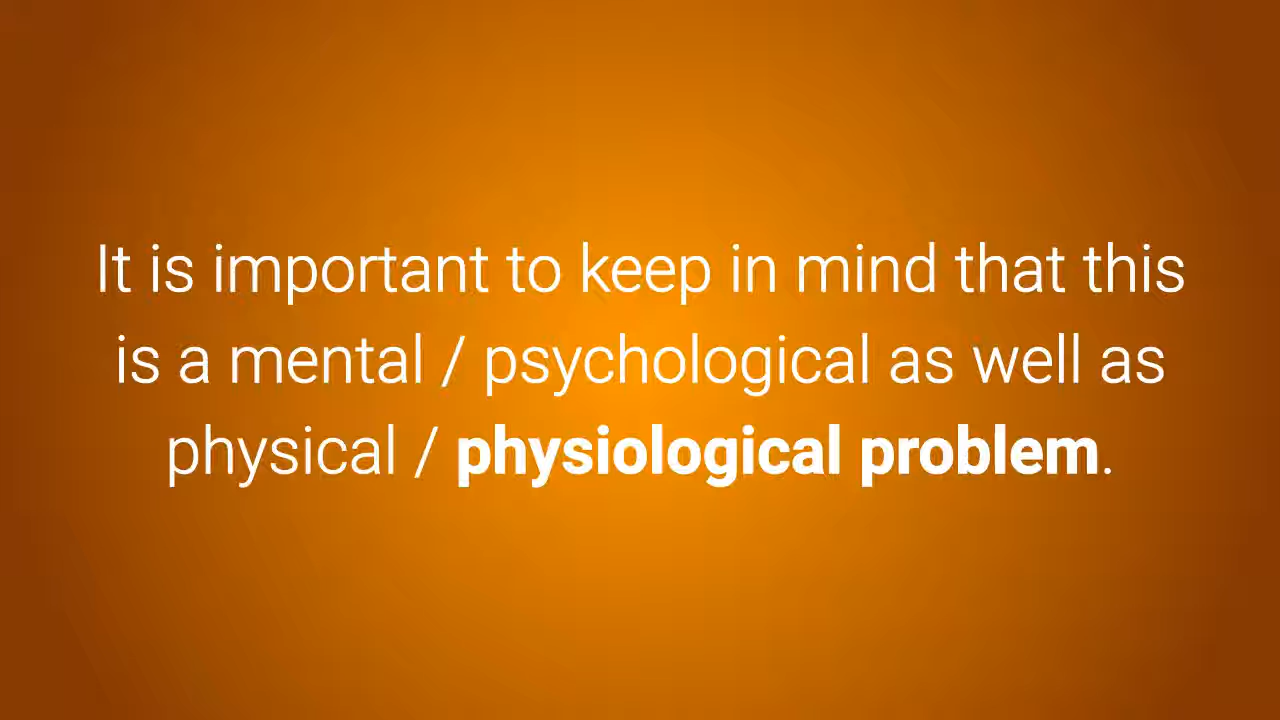 It is important to keep in mind that this
is a mental / psychological as well as
physical / physiological problem.